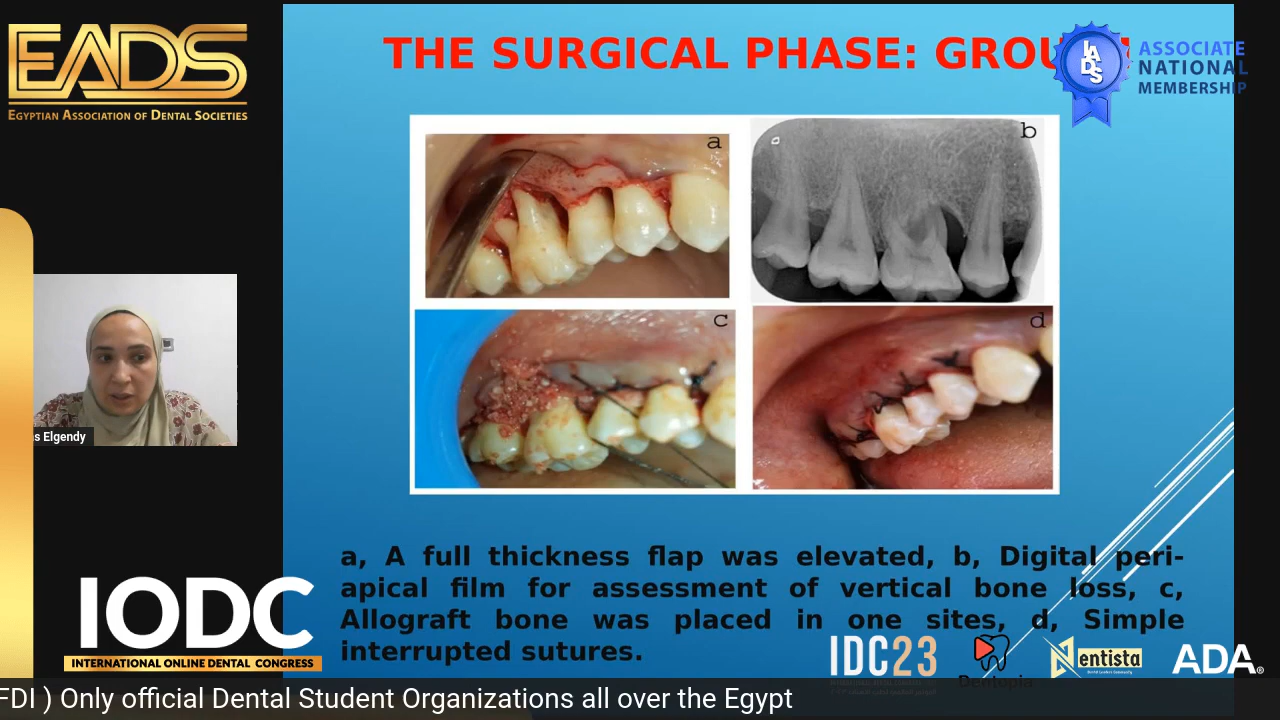 EADS
EGYPTIAN ASSOCIATION OF DENTAL SOCIETIES
THE SURGICAL PHASE:
IADS
ASSOCIATE
NATIONAL
MEMBERSHIP
a
b
c
d
Elgendy
a, A full thickness flap was elevated, b, Digital peri-
apical film for assessment of vertical bone loss, c,
Allograft bone was placed in one sites, d, Simple
interrupted sutures.
IODC
INTERNATIONAL ONLINE DENTAL CONGRESS
IDC23
Dentopia
Dentista
ADA
FDI ) Only official Dental Student Organizations all over the Egypt